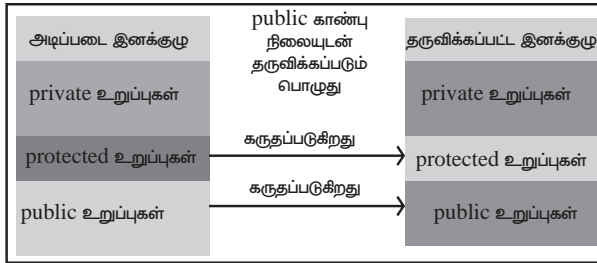 அடிப்படை இனக்குழு
private உறுப்புகள்
protected உறுப்புகள்
public உறுப்புகள்
public காண்பு
நிலையுடன்
தருவிக்கப்படும்
பொழுது
கருதப்படுகிறது
கருதப்படுகிறது
தருவிக்கப்பட்ட இனக்குழு
private உறுப்புகள்
protected உறுப்புகள்
public உறுப்புகள்